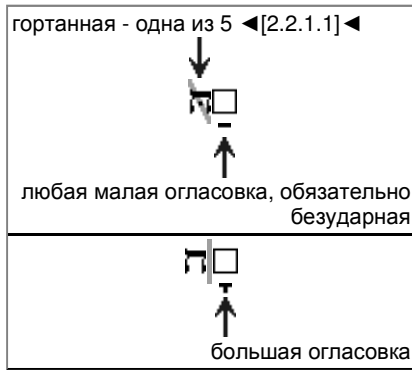 гортанная - одна из 5 ◄[2.2.1.1]◄
□ַח
любая малая огласовка, обязательно
безударная
□ָח
большая огласовка